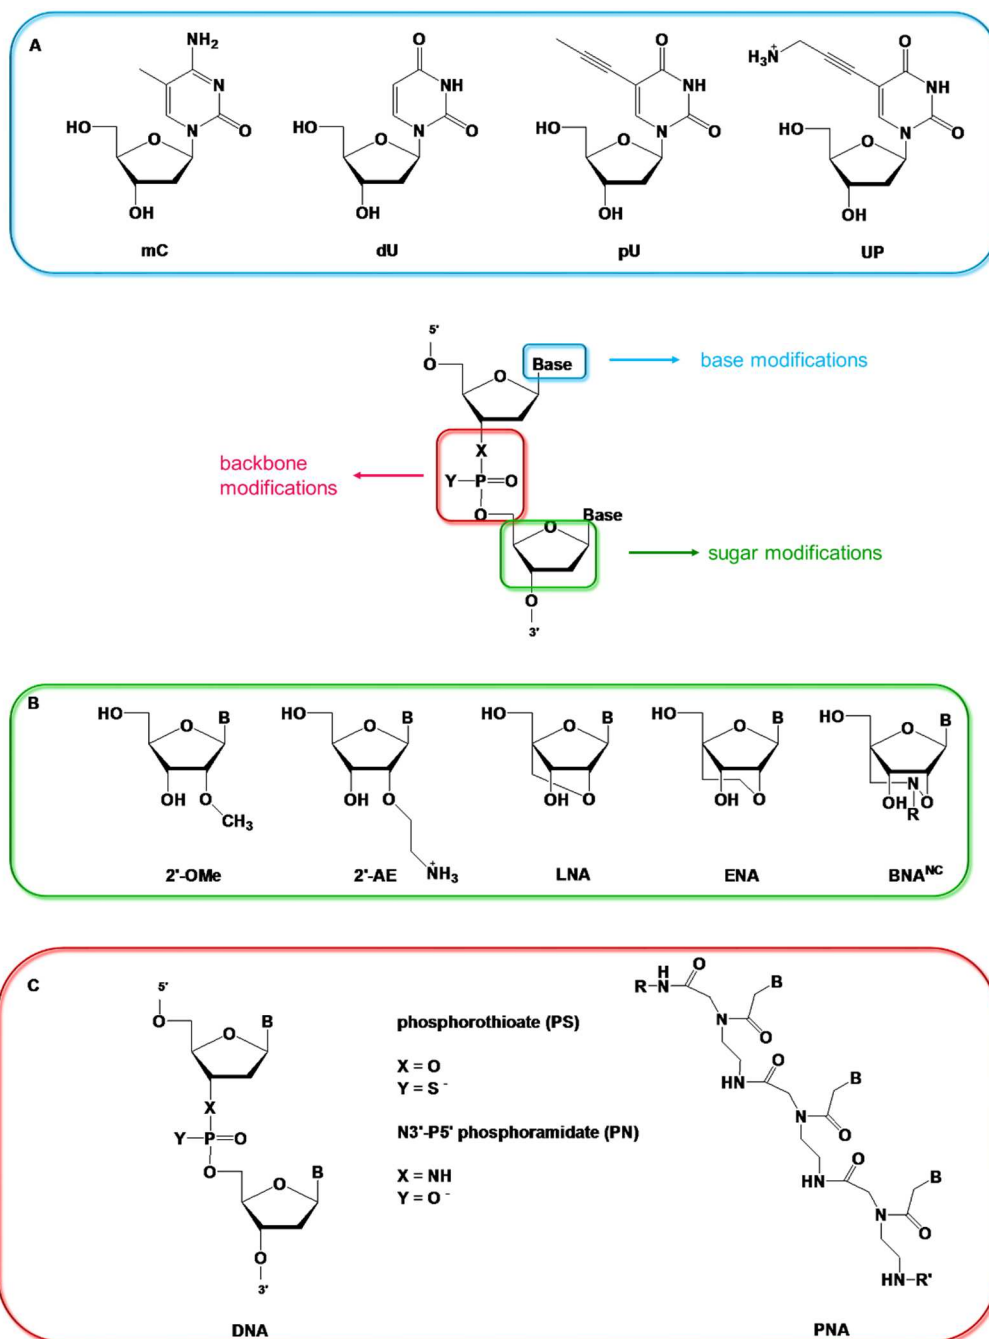 A
NH₂
N
HO
O
N
O
OH
mC
O
NH
HO
O
N
O
OH
dU
O
NH
HO
O
N
O
OH
pU
H₃N⁺
O
NH
HO
O
N
O
OH
UP
5'
O
O
Base
base modifications
X
backbone
modifications
Y–P=O
O
O
Base
sugar modifications
O
3'
B
HO
O
B
OH
O
CH₃
2'-OMe
HO
O
B
OH
O
NH₃⁺
2'-AE
HO
O
B
OH
O
LNA
HO
O
B
OH
O
ENA
HO
O
B
N
OH
O
R
BNAᴺᶜ
C
5'
O
O
B
X
Y–P=O
O
O
B
O
3'
DNA
phosphorothioate (PS)
X = O
Y = S⁻
N3'-P5' phosphoramidate (PN)
X = NH
Y = O⁻
R–NH
O
B
N
O
HN
O
B
N
O
HN
O
B
N
O
HN–R'
PNA